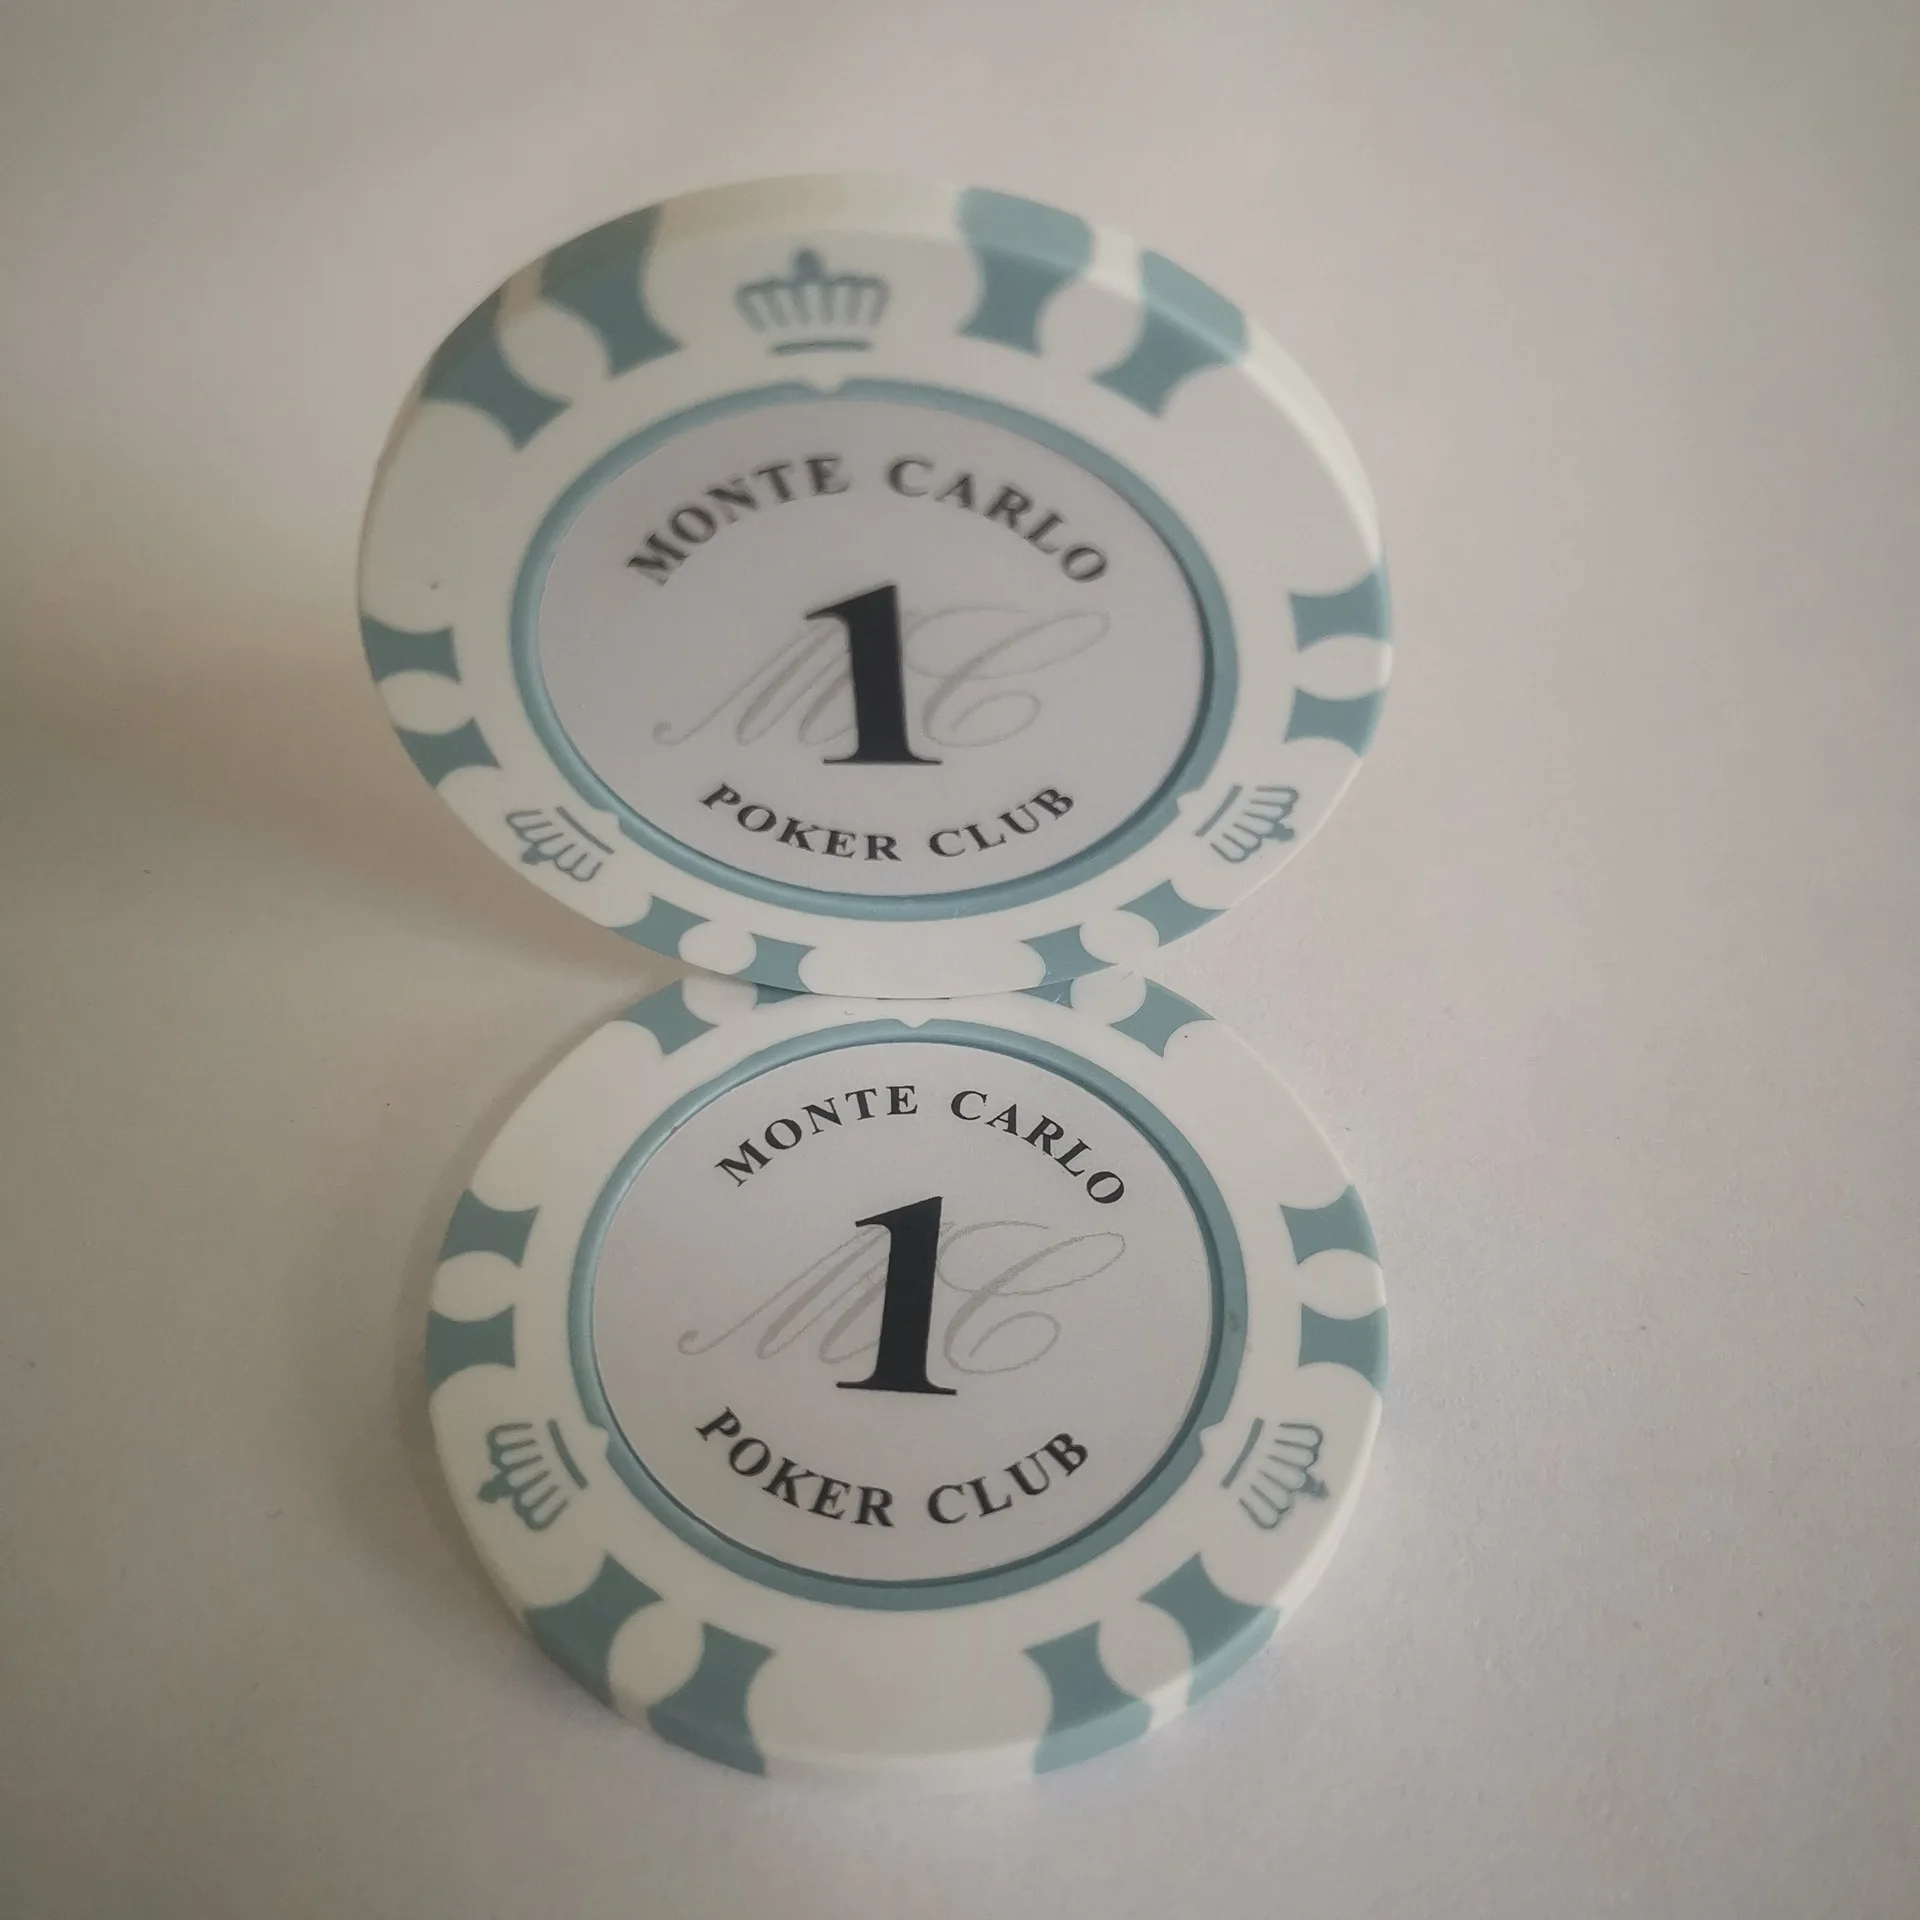 MONTE CARLO
MC
1
POKER CLUB
MONTE CARLO
MC
1
POKER CLUB